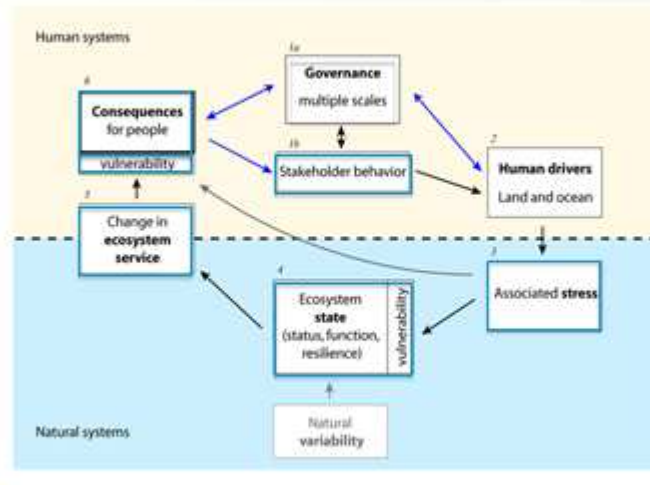 Human systems
1a
Governance
multiple scales
6
Consequences
for people
vulnerability
1b
Stakeholder behavior
2
Human drivers
Land and ocean
5
Change in
ecosystem
service
3
Associated stress
4
Ecosystem
state
(status, function,
resilience)
vulnerability
Natural
variability
Natural systems